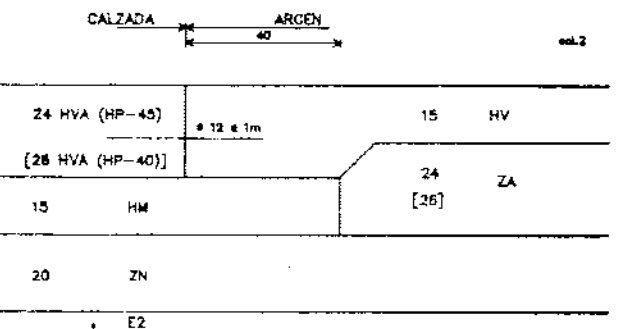 CALZADA ARCEN
40
sol.2
24 HVA (HP-45) 15 HV
ø 12 a 1m
[26 HVA (HP-40)]
24 ZA
[26]
15 HM
20 ZN
E2